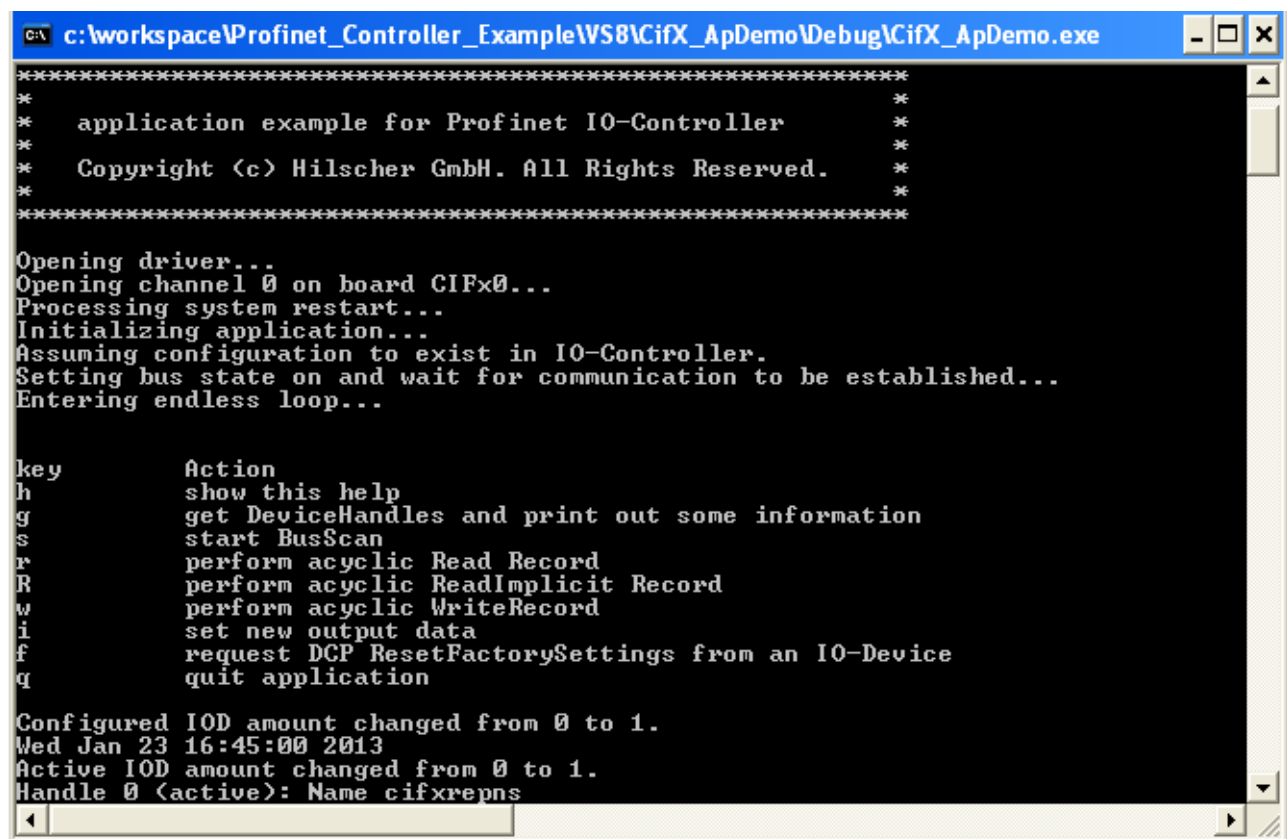 c:\workspace\Profinet_Controller_Example\VS8\CifX_ApDemo\Debug\CifX_ApDemo.exe
*************************************************************
* *
* application example for Profinet IO-Controller *
* *
* Copyright (c) Hilscher GmbH. All Rights Reserved. *
* *
*************************************************************
Opening driver...
Opening channel 0 on board CIFx0...
Processing system restart...
Initializing application...
Assuming configuration to exist in IO-Controller.
Setting bus state on and wait for communication to be established...
Entering endless loop...
key Action
h show this help
g get DeviceHandles and print out some information
s start BusScan
r perform acyclic Read Record
R perform acyclic ReadImplicit Record
w perform acyclic WriteRecord
i set new output data
f request DCP ResetFactorySettings from an IO-Device
q quit application
Configured IOD amount changed from 0 to 1.
Wed Jan 23 16:45:00 2013
Active IOD amount changed from 0 to 1.
Handle 0 (active): Name cifxrepns